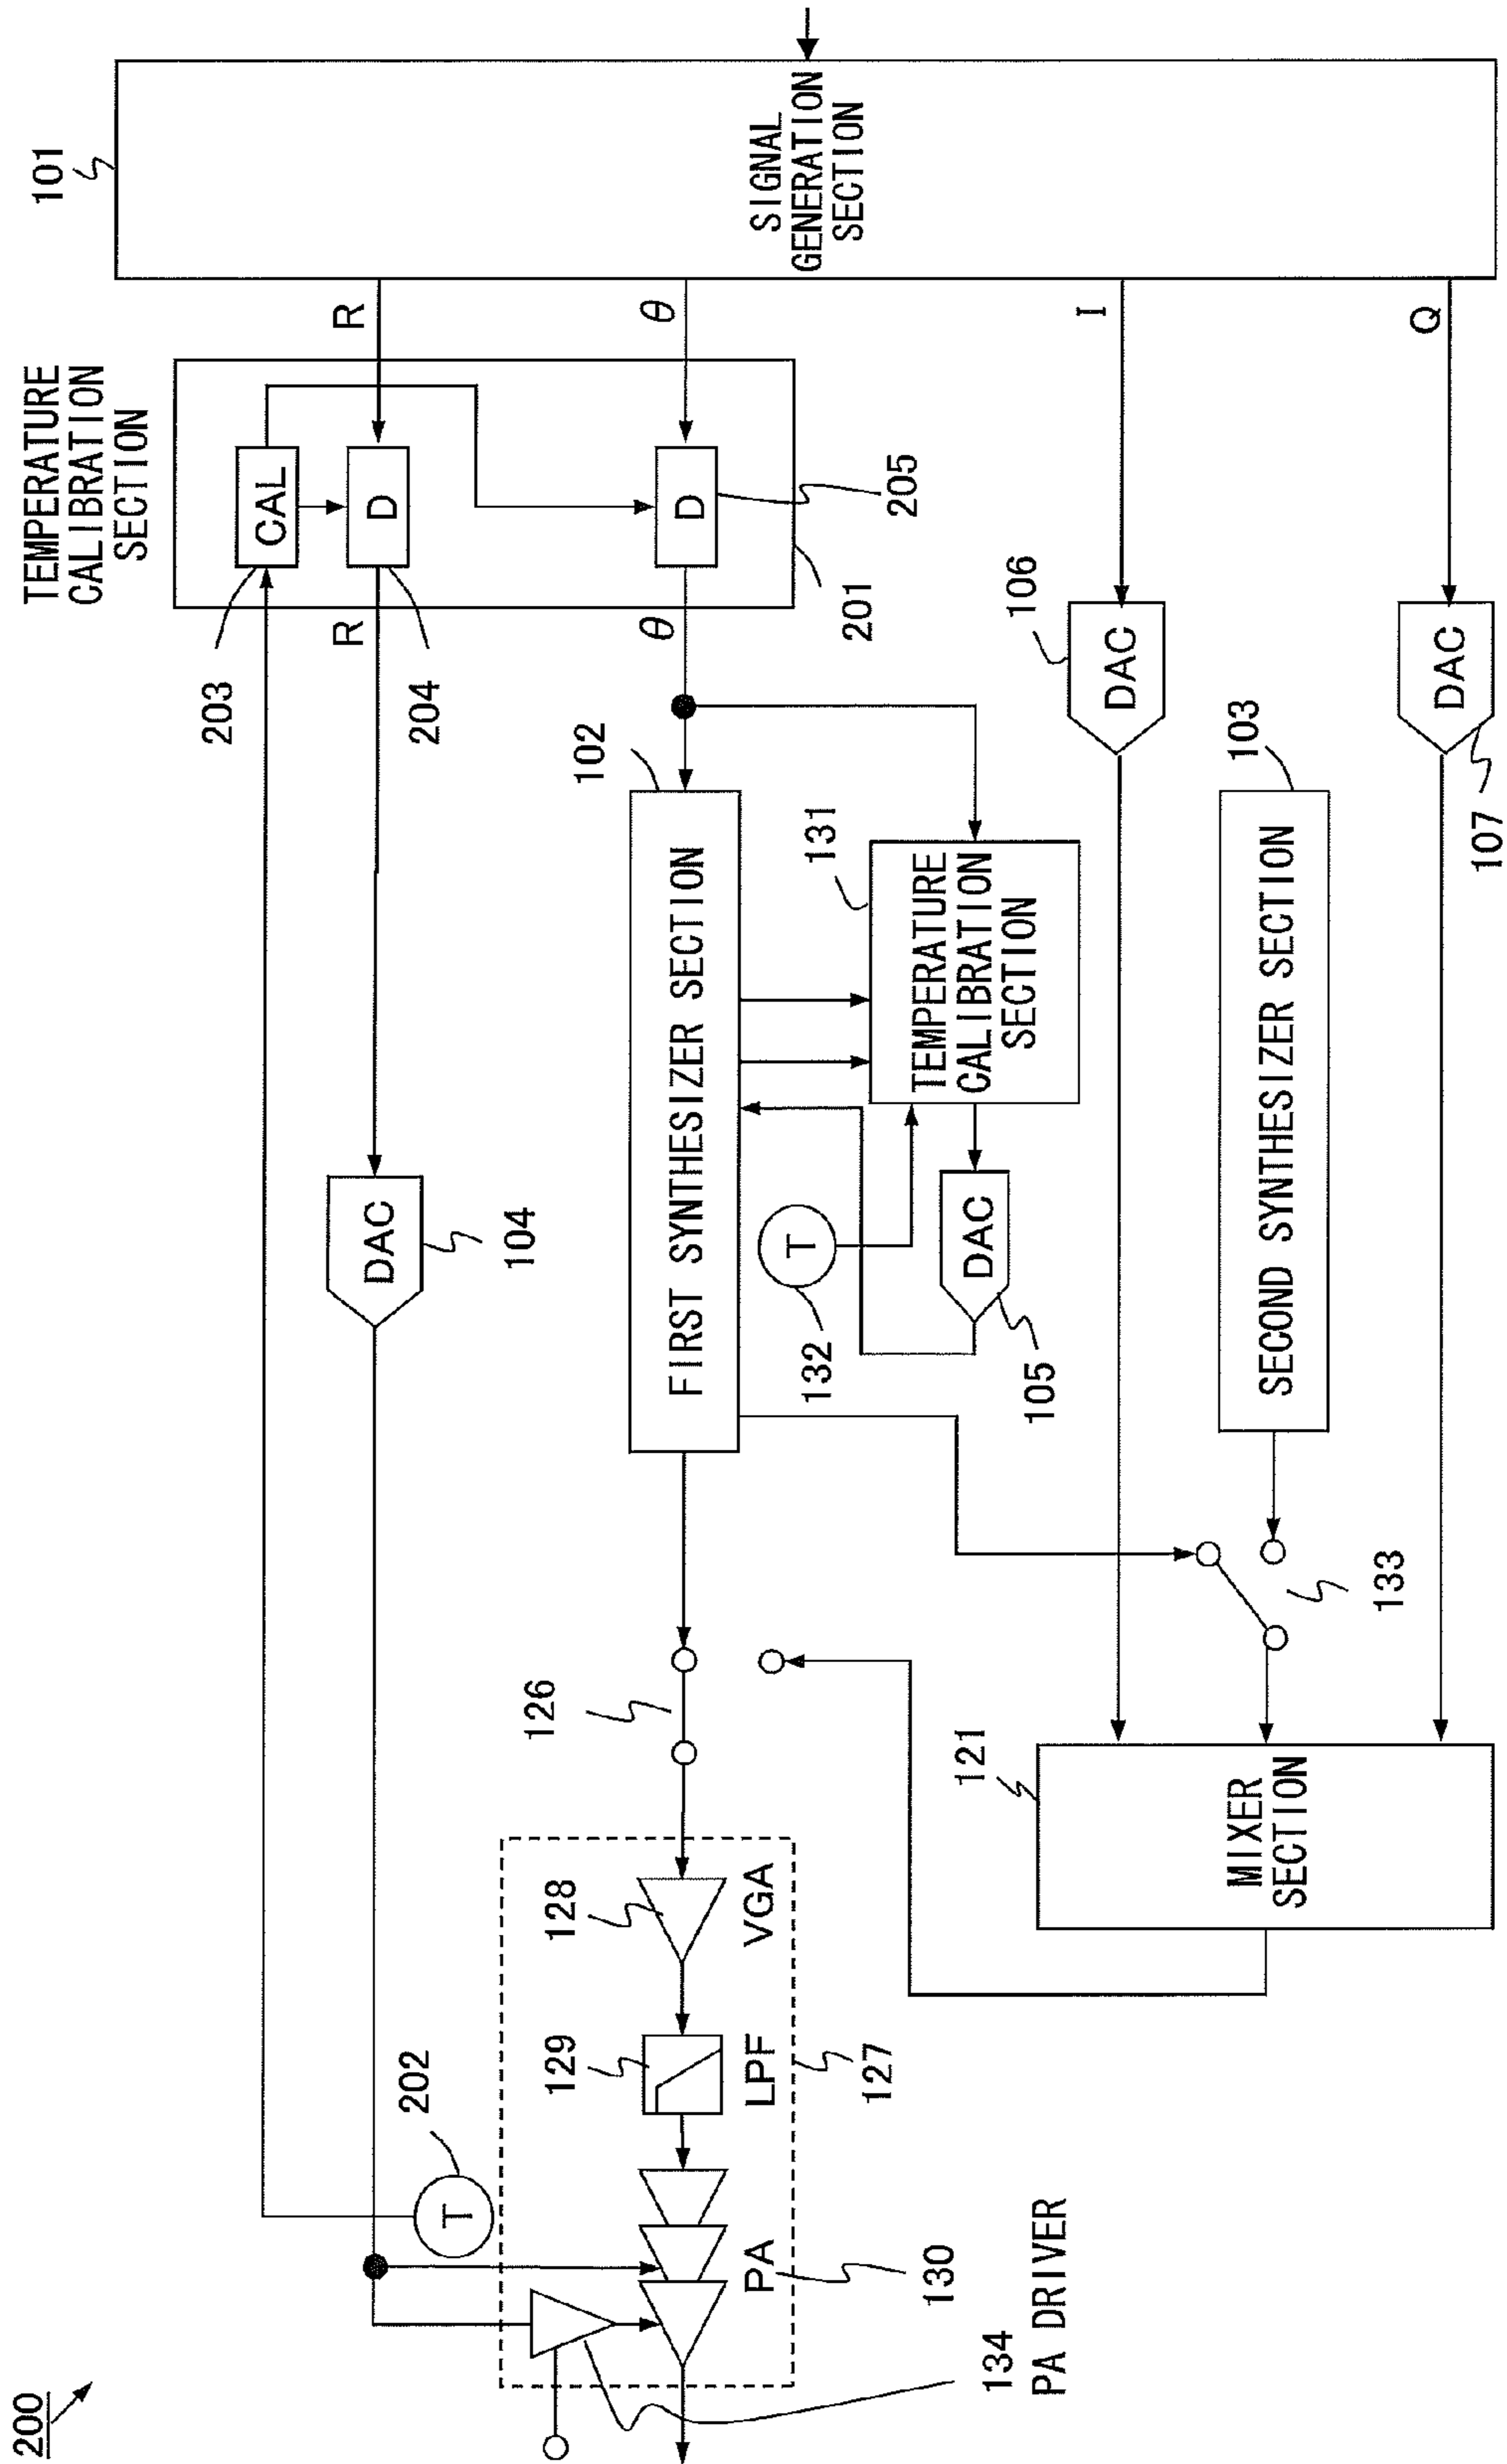 200
TEMPERATURE
CALIBRATION
SECTION
101
SIGNAL
GENERATION
SECTION
R
θ
I
Q
CAL
D
D
203
204
205
201
R
θ
102
FIRST SYNTHESIZER SECTION
131
TEMPERATURE
CALIBRATION
SECTION
106
DAC
107
DAC
103
SECOND SYNTHESIZER SECTION
104
DAC
T
132
DAC
105
133
126
121
MIXER
SECTION
128
VGA
129
LPF
127
202
T
PA
130
134
PA DRIVER